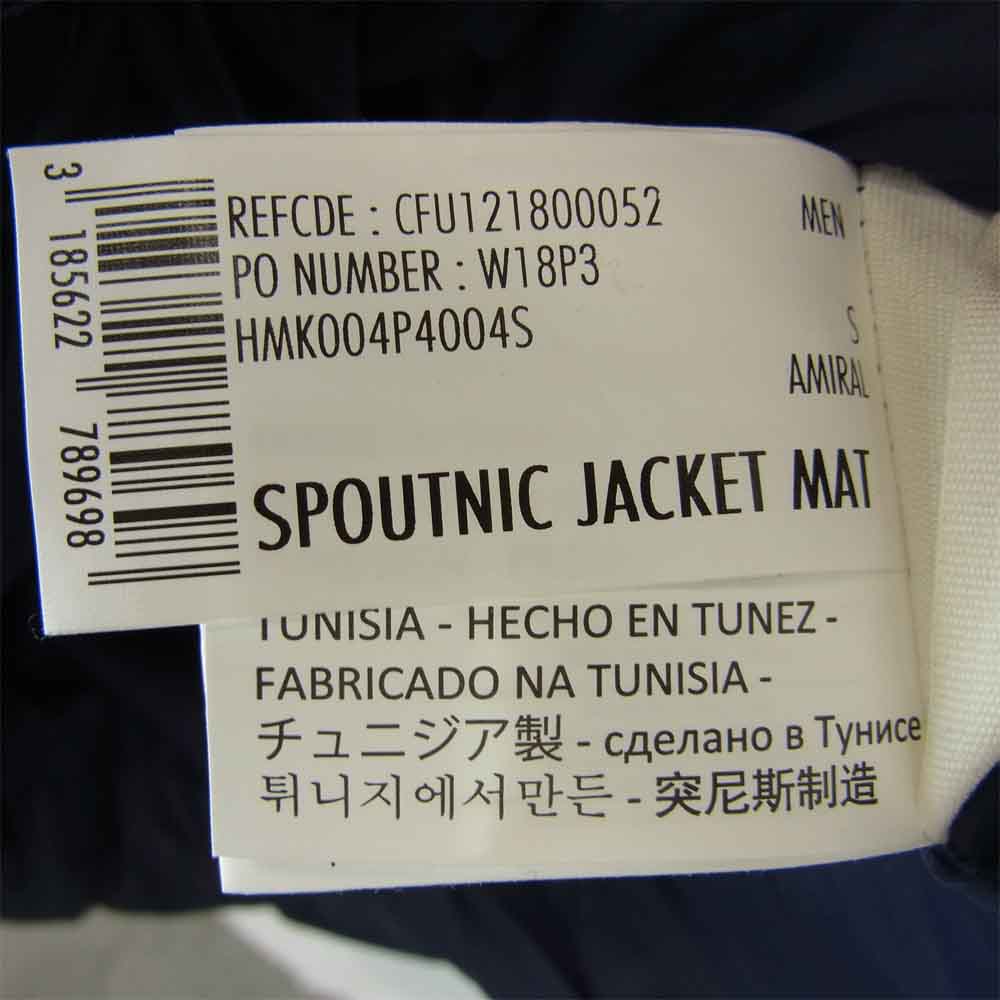 3 185622 789698
REFCDE : CFU121800052 MEN
PO NUMBER : W18P3
HMK004P4004S S
AMIRAL
SPOUTNIC JACKET MAT
TUNISIA - HECHO EN TUNEZ -
FABRICADO NA TUNISIA -
チュニジア製 - сделано в Тунисе
튀니지에서만든 - 突尼斯制造